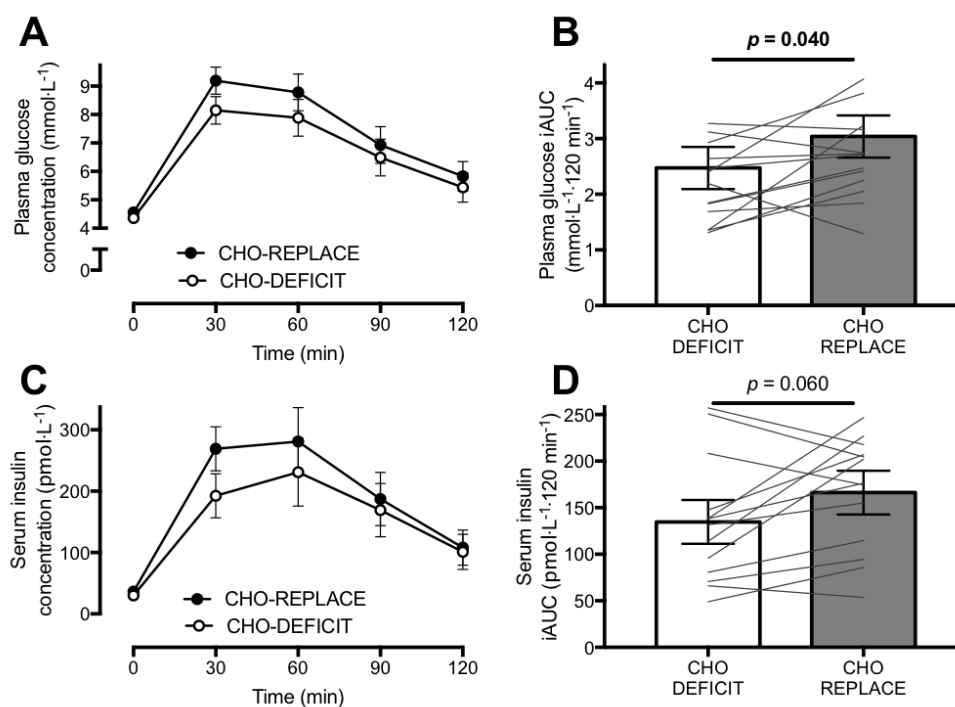 A
Plasma glucose
concentration (mmol·L⁻¹)
9
8
7
6
5
4
0
CHO-REPLACE
CHO-DEFICIT
0 30 60 90 120
Time (min)
B
p = 0.040
Plasma glucose iAUC
(mmol·L⁻¹·120 min⁻¹)
4
3
2
1
0
CHO
DEFICIT
CHO
REPLACE
C
Serum insulin
concentration (pmol·L⁻¹)
300
200
100
0
CHO-REPLACE
CHO-DEFICIT
0 30 60 90 120
Time (min)
D
p = 0.060
Serum insulin
iAUC (pmol·L⁻¹·120 min⁻¹)
250
200
150
100
50
0
CHO
DEFICIT
CHO
REPLACE